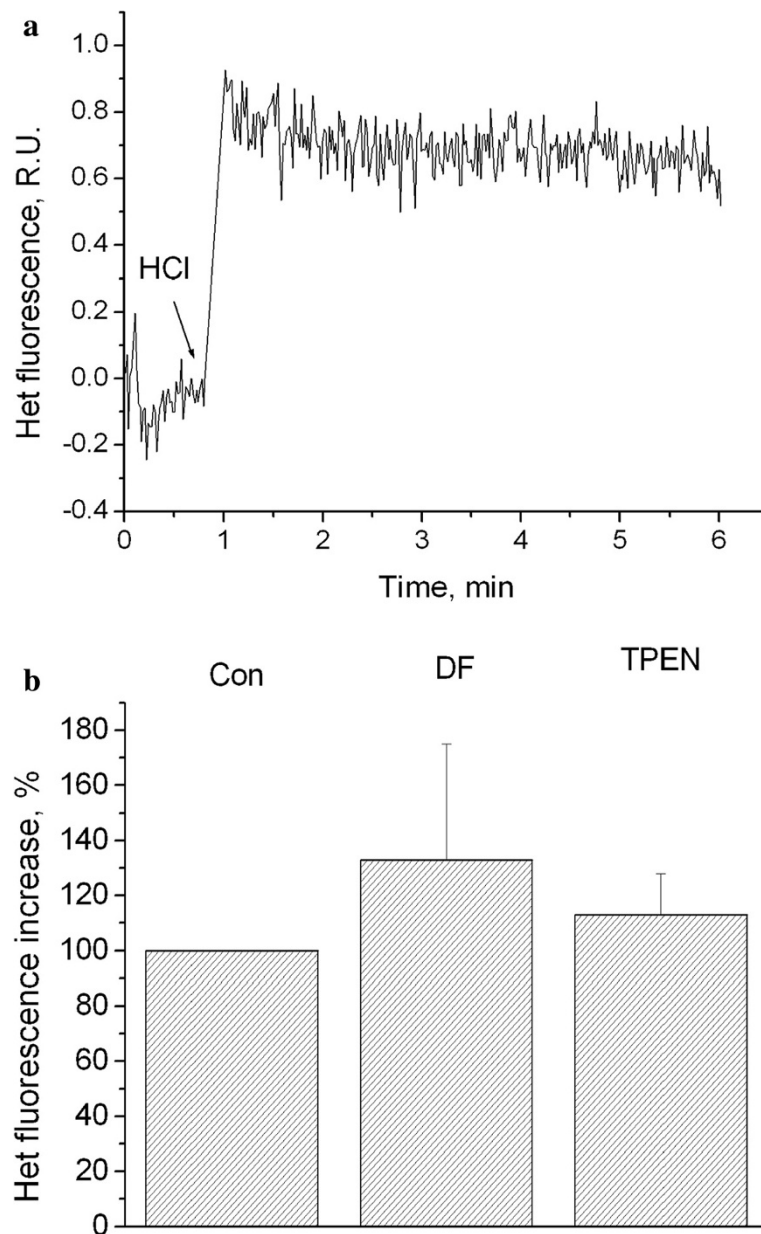 a
Het fluorescence, R.U.
1.0
0.8
0.6
0.4
0.2
0.0
-0.2
-0.4
HCl
0 1 2 3 4 5 6
Time, min
b
Con DF TPEN
Het fluorescence increase, %
180
160
140
120
100
80
60
40
20
0